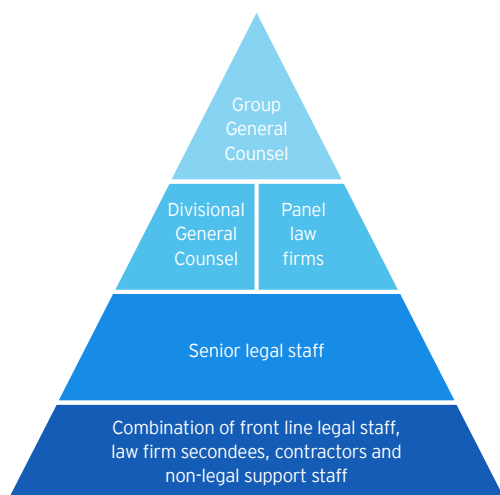 Group
General
Counsel
Divisional
General
Counsel
Panel
law
firms
Senior legal staff
Combination of front line legal staff,
law firm secondees, contractors and
non-legal support staff